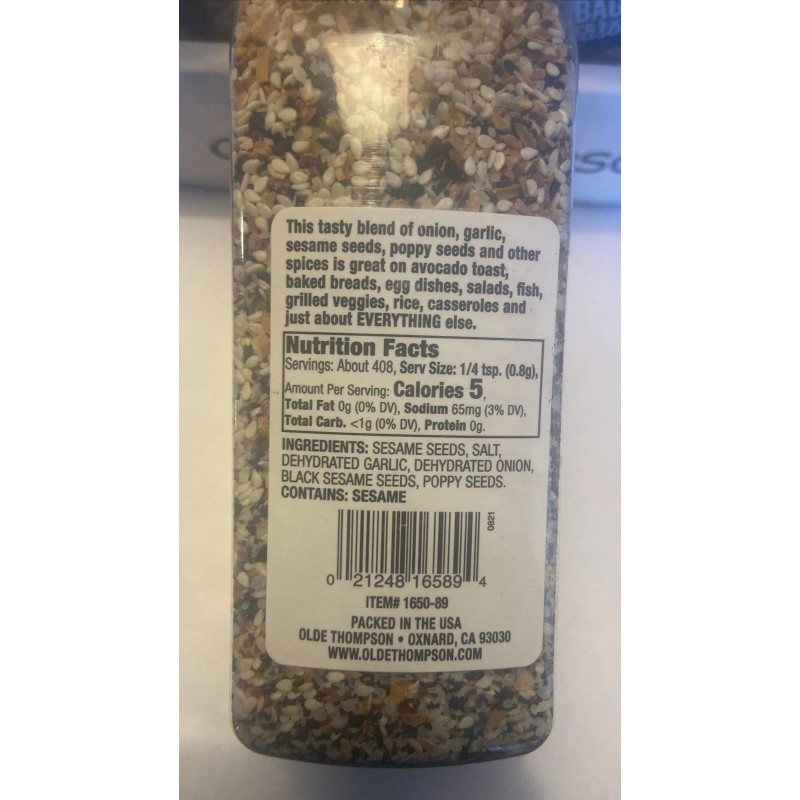 This tasty blend of onion, garlic,
sesame seeds, poppy seeds and other
spices is great on avocado toast,
baked breads, egg dishes, salads, fish,
grilled veggies, rice, casseroles and
just about EVERYTHING else.
Nutrition Facts
Servings: About 408, Serv Size: 1/4 tsp. (0.8g),
Amount Per Serving: Calories 5,
Total Fat 0g (0% DV), Sodium 65mg (3% DV),
Total Carb. <1g (0% DV), Protein 0g.
INGREDIENTS: SESAME SEEDS, SALT,
DEHYDRATED GARLIC, DEHYDRATED ONION,
BLACK SESAME SEEDS, POPPY SEEDS.
CONTAINS: SESAME
0821
0 21248 16589 4
ITEM# 1650-89
PACKED IN THE USA
OLDE THOMPSON • OXNARD, CA 93030
WWW.OLDETHOMPSON.COM